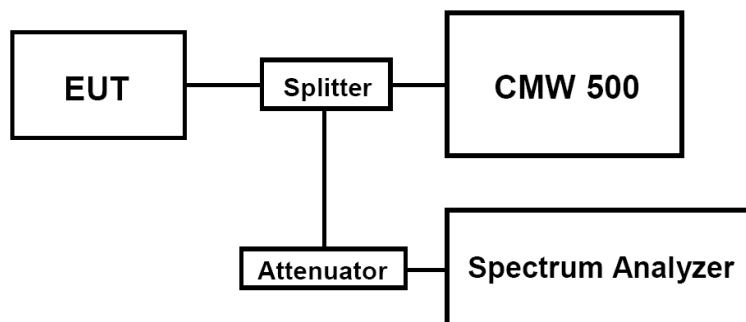 EUT
Splitter
CMW 500
Attenuator
Spectrum Analyzer